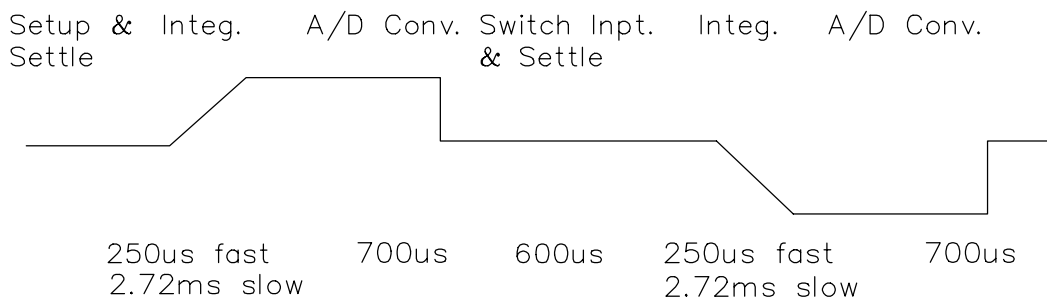 Setup & Integ. A/D Conv. Switch Inpt. Integ. A/D Conv.
Settle & Settle
250us fast 700us 600us 250us fast 700us
2.72ms slow 2.72ms slow